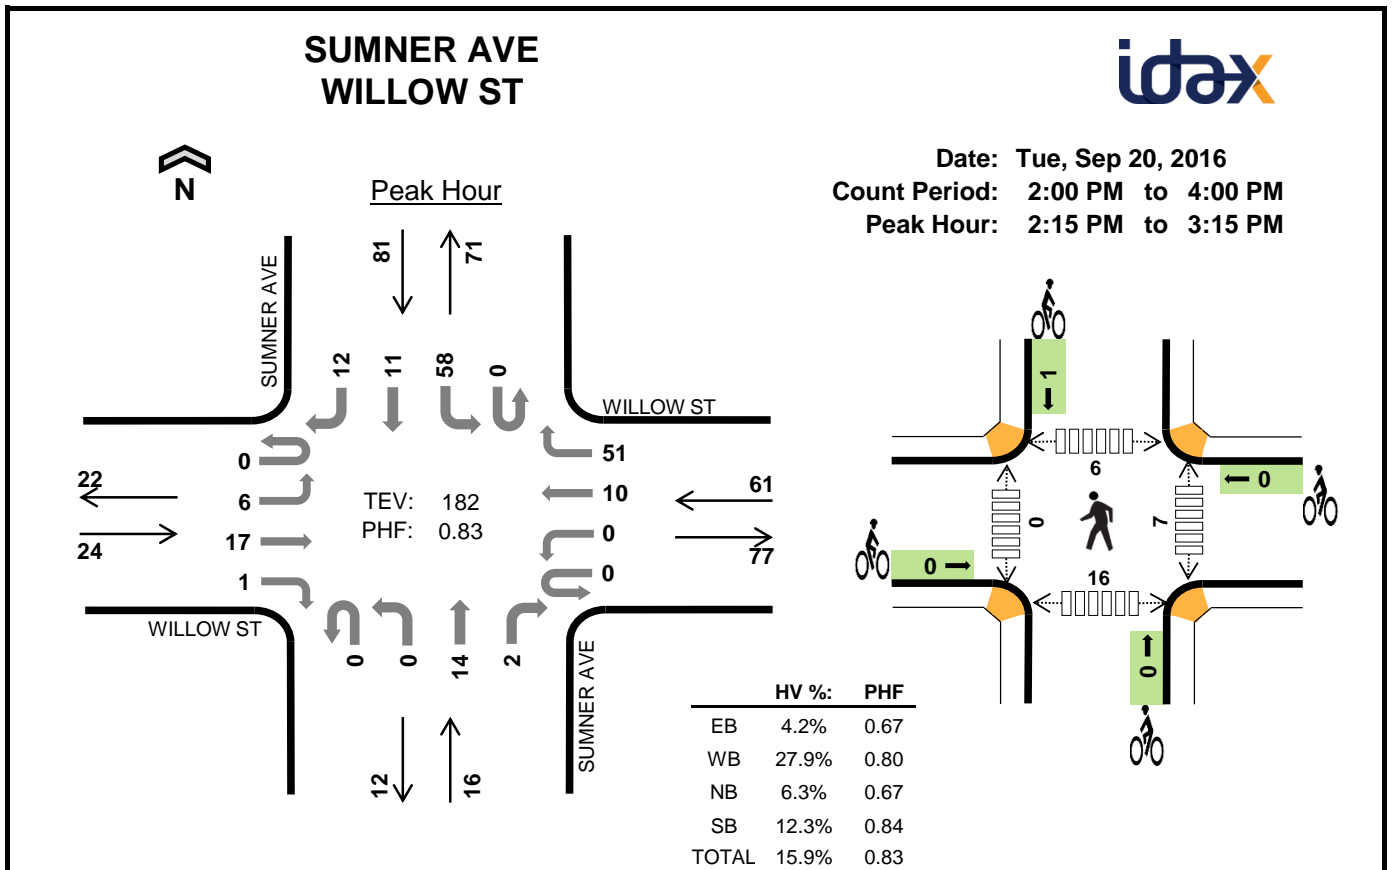 SUMNER AVE
WILLOW ST
idax
N
Peak Hour
Date: Tue, Sep 20, 2016
Count Period: 2:00 PM to 4:00 PM
Peak Hour: 2:15 PM to 3:15 PM
81
71
SUMNER AVE
12
11
58
0
WILLOW ST
0
6
17
1
22
24
TEV: 182
PHF: 0.83
51
10
0
0
61
77
WILLOW ST
0
0
14
2
SUMNER AVE
12
16
1
6
0
0
7
0
16
0
HV %: PHF
EB 4.2% 0.67
WB 27.9% 0.80
NB 6.3% 0.67
SB 12.3% 0.84
TOTAL 15.9% 0.83